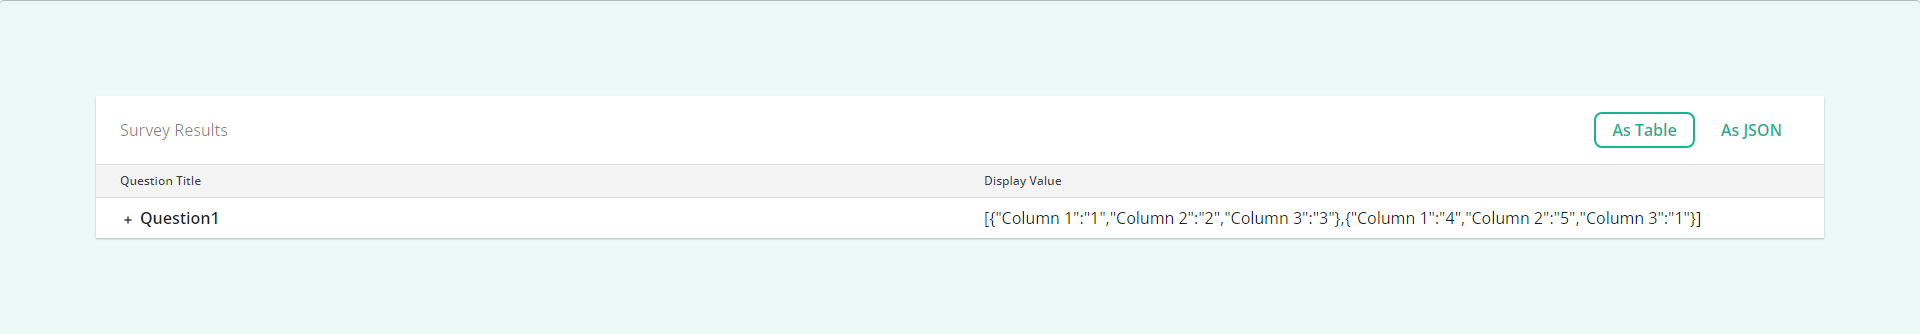 Survey Results As Table As JSON
Question Title Display Value
+ Question1 [{"Column 1":"1","Column 2":"2","Column 3":"3"},{"Column 1":"4","Column 2":"5","Column 3":"1"}]